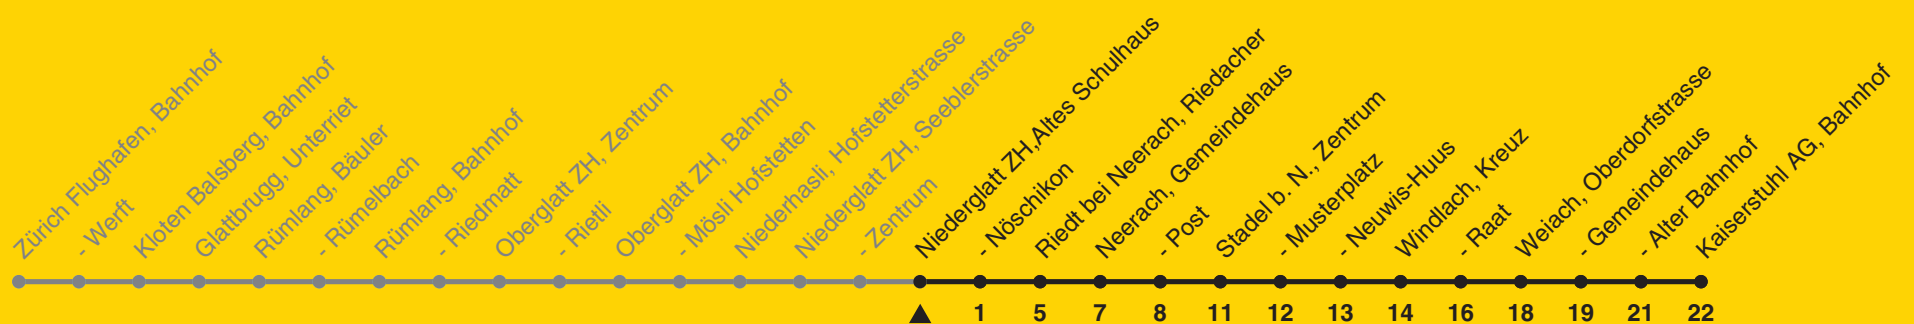 Zürich Flughafen, Bahnhof
- Werft
Kloten Balsberg, Bahnhof
Glattbrugg, Unterriet
Rümlang, Bäuler
- Rümelbach
Rümlang, Bahnhof
- Riedmatt
Oberglatt ZH, Zentrum
- Rietli
Oberglatt ZH, Bahnhof
- Mösli Hofstetten
Niederhasli, Hofstetterstrasse
Niederglatt ZH, Seeblerstrasse
- Zentrum
Niederglatt ZH,Altes Schulhaus
- Nöschikon
Riedt bei Neerach, Riedacher
Neerach, Gemeindehaus
- Post
Stadel b. N., Zentrum
- Musterplatz
- Neuwis-Huus
Windlach, Kreuz
- Raat
Weiach, Oberdorfstrasse
- Gemeindehaus
- Alter Bahnhof
Kaiserstuhl AG, Bahnhof
1 5 7 8 11 12 13 14 16 18 19 21 22